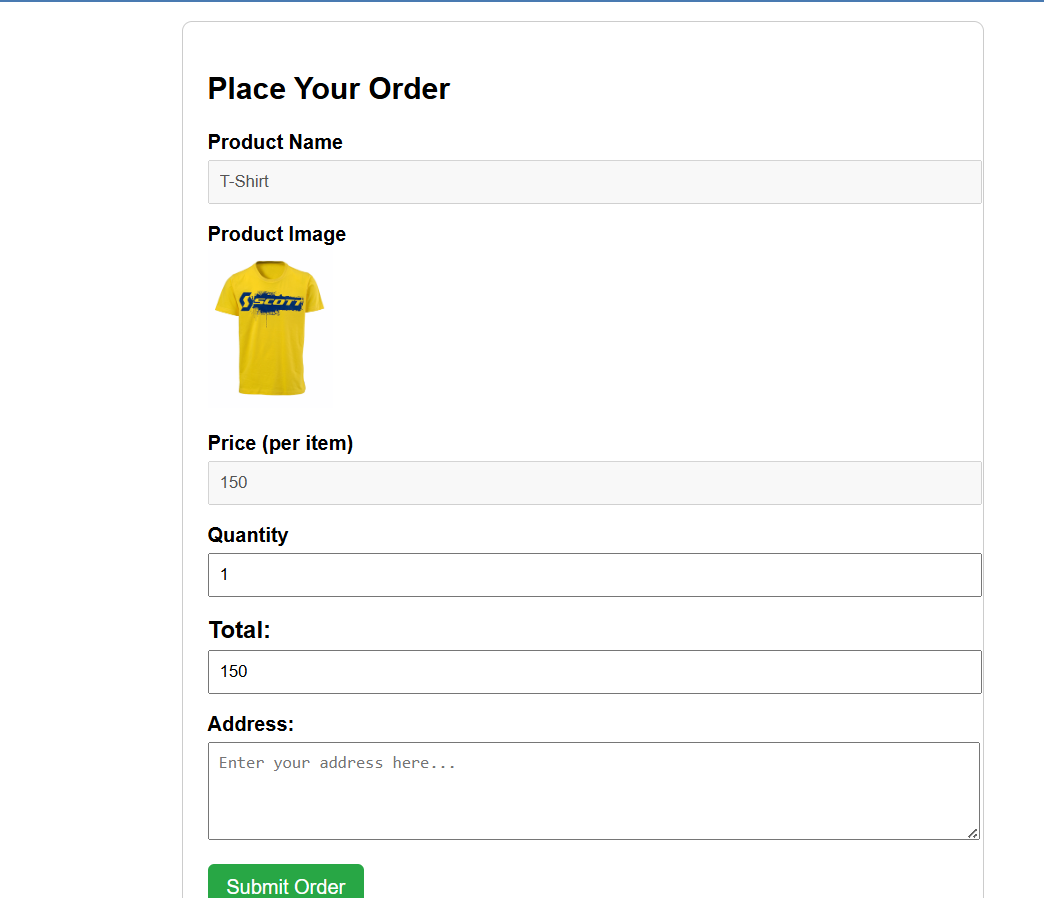 Place Your Order
Product Name
T-Shirt
Product Image
SCOTT
Price (per item)
150
Quantity
1
Total:
150
Address:
Enter your address here...
Submit Order